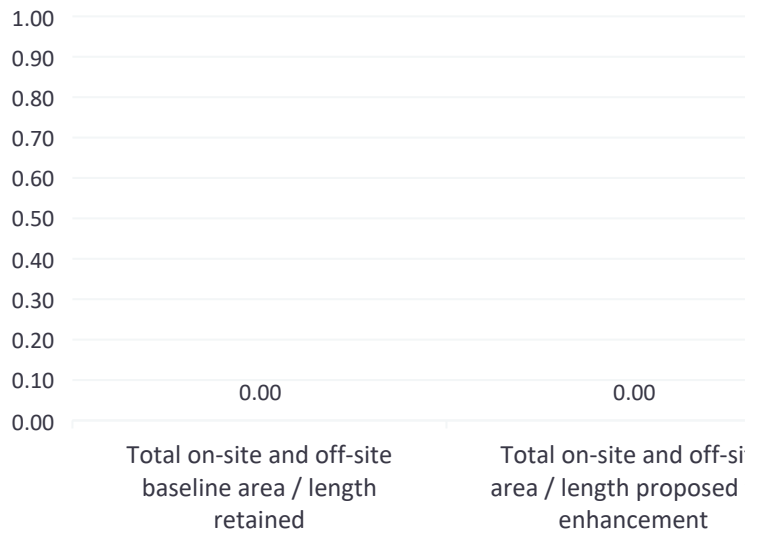 1.00
0.90
0.80
0.70
0.60
0.50
0.40
0.30
0.20
0.10
0.00
0.00 0.00
Total on-site and off-site
baseline area / length
retained
Total on-site and
area / length proposed
enhancement